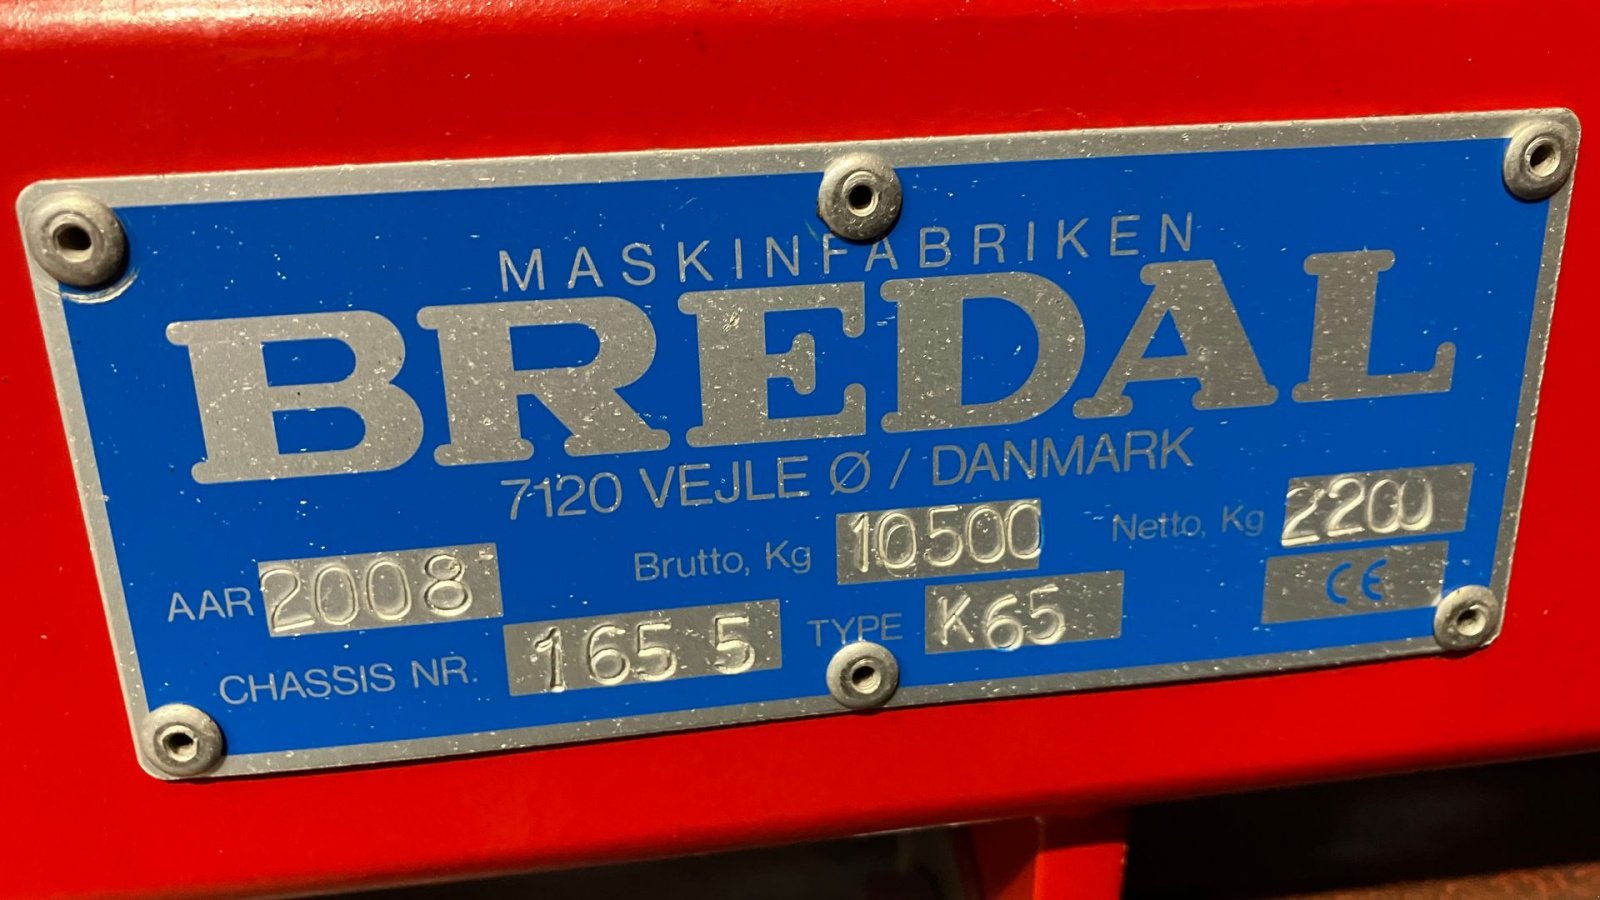 MASKINFABRIKEN
BREDAL
7120 VEJLE Ø / DANMARK
AAR 2008 Brutto, Kg 10500 Netto, Kg 2200
CHASSIS NR. 1655 TYPE K65 CE